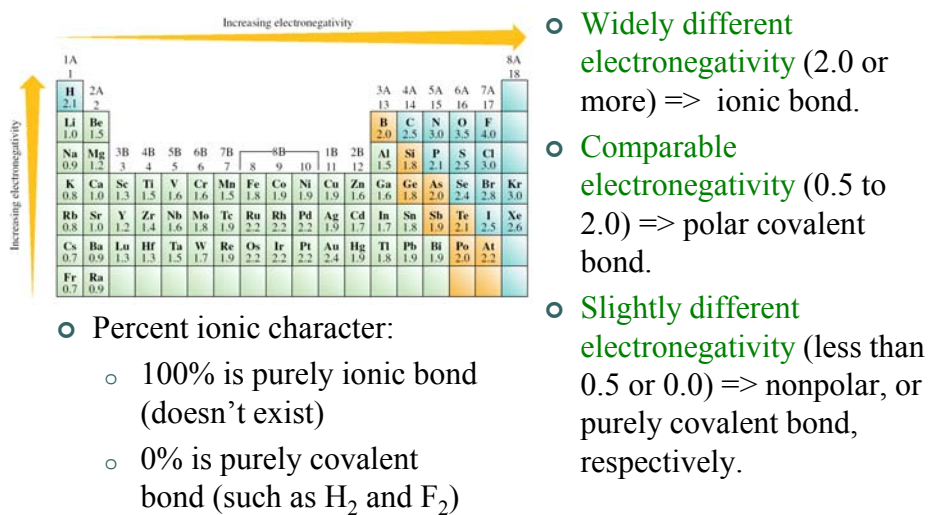 Increasing electronegativity
Increasing electronegativity
1A 8A
1 18
H 2A 3A 4A 5A 6A 7A
2.1 2 13 14 15 16 17
Li Be B C N O F
1.0 1.5 2.0 2.5 3.0 3.5 4.0
Na Mg 3B 4B 5B 6B 7B 8B 1B 2B Al Si P S Cl
0.9 1.2 3 4 5 6 7 8 9 10 11 12 1.5 1.8 2.1 2.5 3.0
K Ca Sc Ti V Cr Mn Fe Co Ni Cu Zn Ga Ge As Se Br Kr
0.8 1.0 1.3 1.5 1.6 1.6 1.5 1.8 1.9 1.9 1.9 1.6 1.6 1.8 2.0 2.4 2.8 3.0
Rb Sr Y Zr Nb Mo Tc Ru Rh Pd Ag Cd In Sn Sb Te I Xe
0.8 1.0 1.2 1.4 1.6 1.8 1.9 2.2 2.2 2.2 1.9 1.7 1.7 1.8 1.9 2.1 2.5 2.6
Cs Ba Lu Hf Ta W Re Os Ir Pt Au Hg Tl Pb Bi Po At
0.7 0.9 1.3 1.3 1.5 1.7 1.9 2.2 2.2 2.2 2.4 1.9 1.8 1.9 1.9 2.0 2.2
Fr Ra
0.7 0.9
Percent ionic character:
100% is purely ionic bond
(doesn't exist)
0% is purely covalent
bond (such as H₂ and F₂)
Widely different
electronegativity (2.0 or
more) => ionic bond.
Comparable
electronegativity (0.5 to
2.0) => polar covalent
bond.
Slightly different
electronegativity (less than
0.5 or 0.0) => nonpolar, or
purely covalent bond,
respectively.